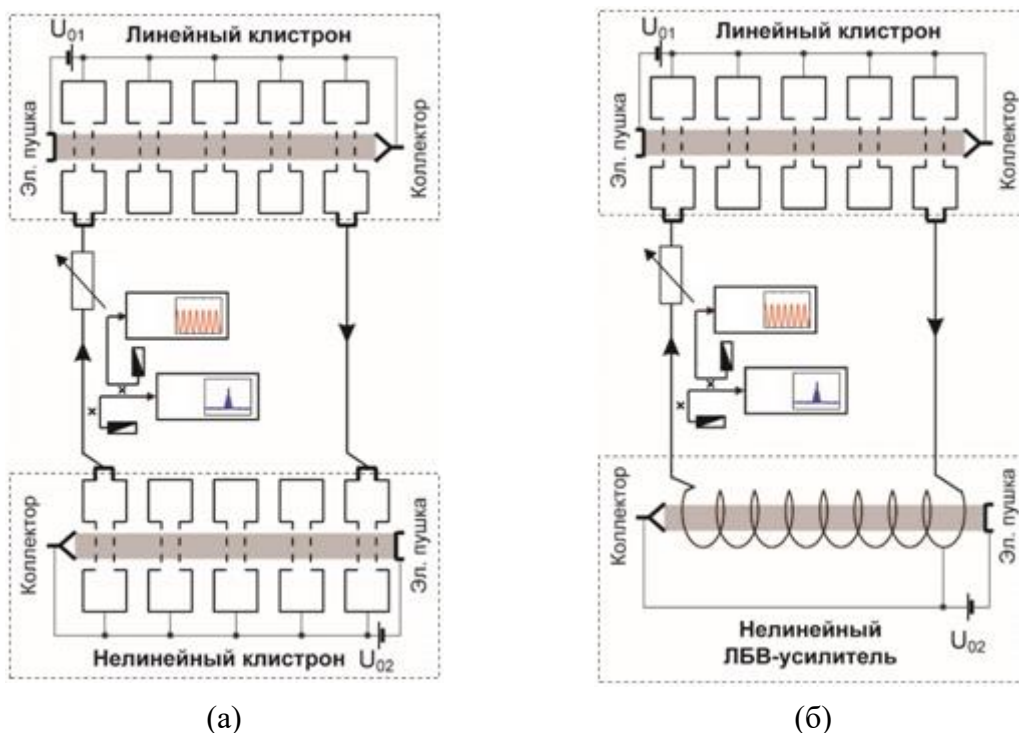 U₀₁
Линейный клистрон
Эл. пушка
Коллектор
Коллектор
Эл. пушка
Нелинейный клистрон
U₀₂
(а)
U₀₁
Линейный клистрон
Эл. пушка
Коллектор
Коллектор
Эл. пушка
Нелинейный
ЛБВ-усилитель
U₀₂
(б)